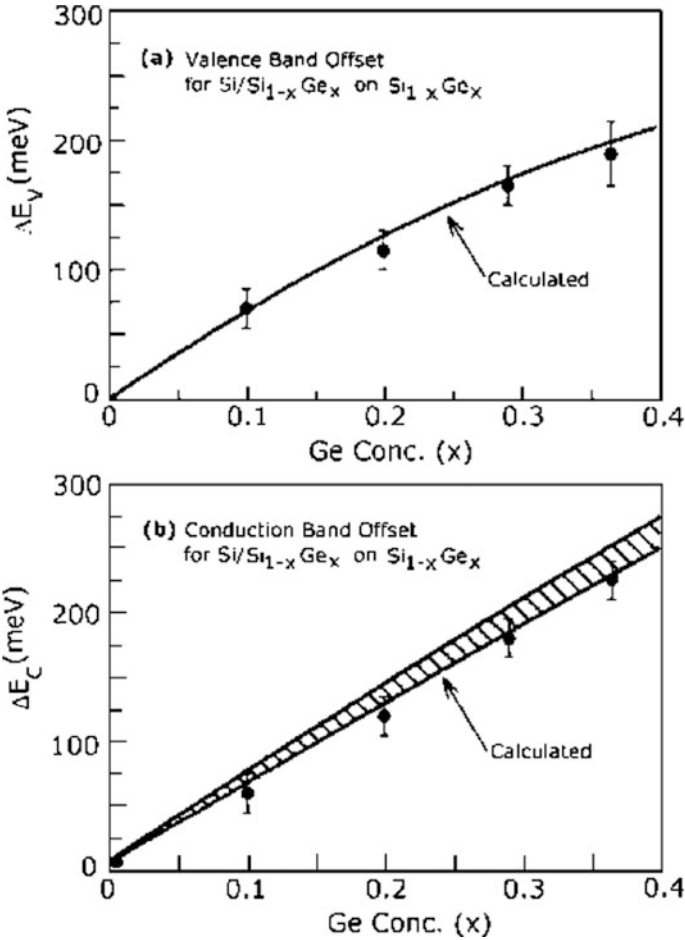 300
200
100
0
ΔE_V (meV)
(a) Valence Band Offset
for Si/Si₁₋ₓGeₓ on Si₁₋ₓGeₓ
Calculated
0 0.1 0.2 0.3 0.4
Ge Conc. (x)
300
200
100
0
ΔE_C (meV)
(b) Conduction Band Offset
for Si/Si₁₋ₓGeₓ on Si₁₋ₓGeₓ
Calculated
0 0.1 0.2 0.3 0.4
Ge Conc. (x)